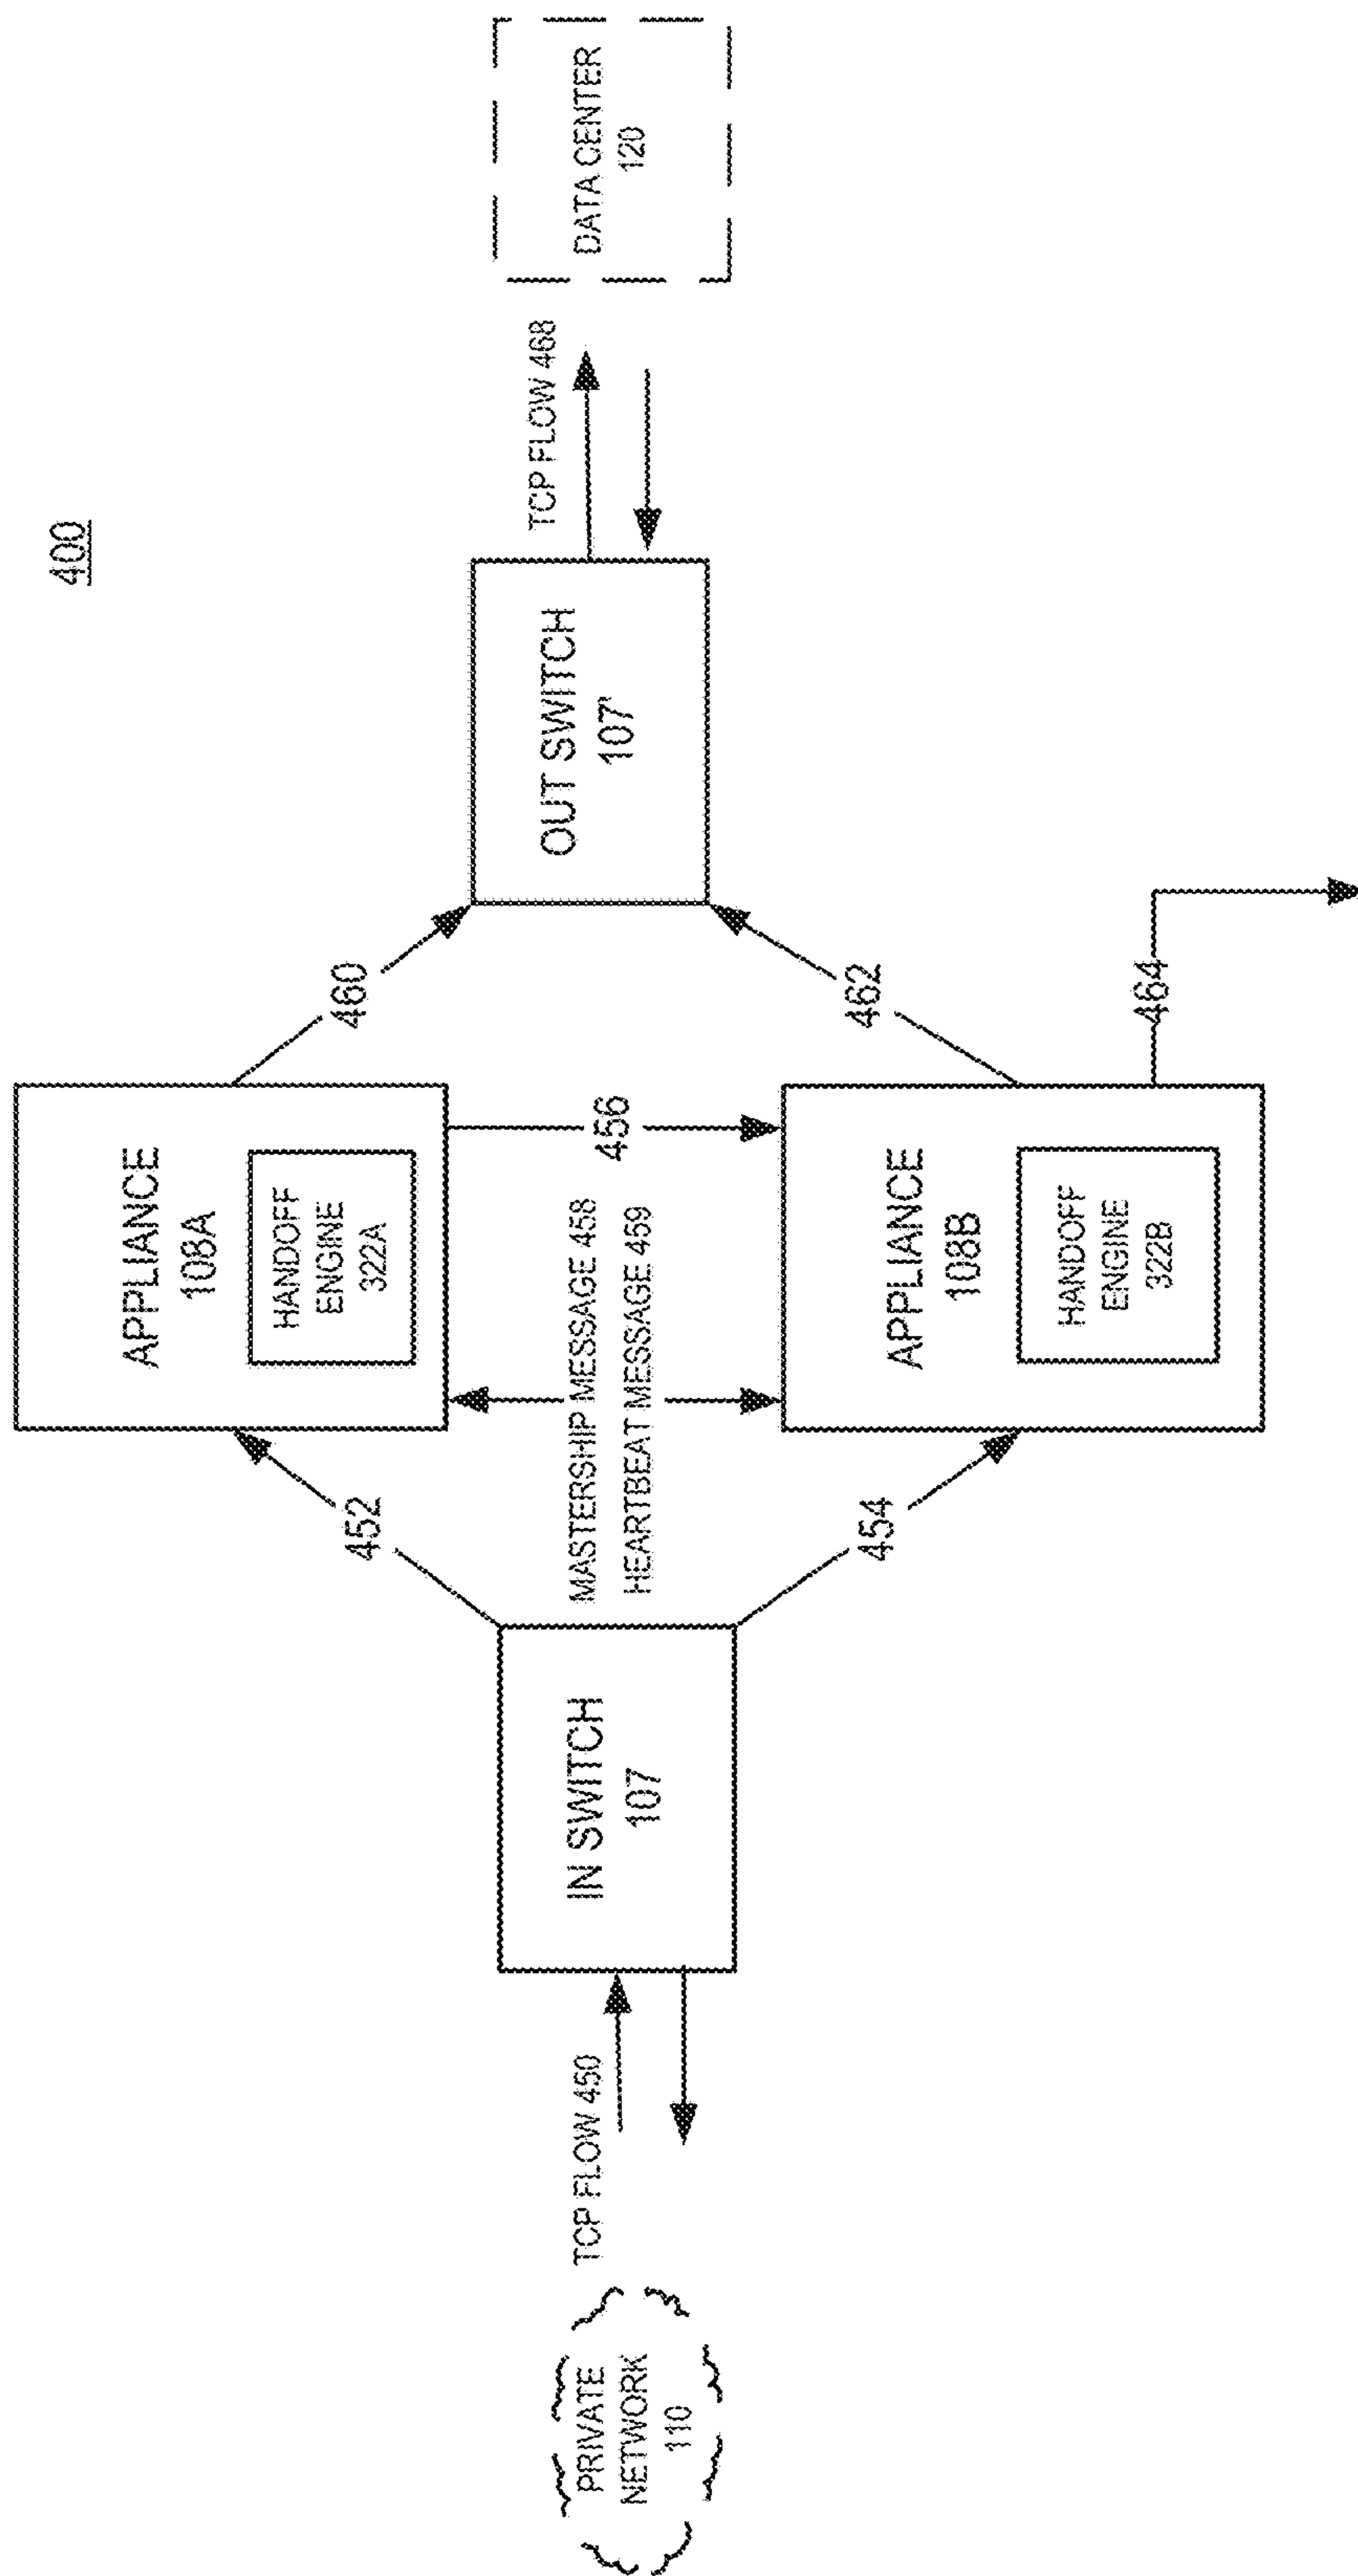 400
PRIVATE
NETWORK
110
TCP FLOW 450
IN SWITCH
107
452
454
APPLIANCE
108A
HANDOFF
ENGINE
322A
MASTERSHIP MESSAGE 458
HEARTBEAT MESSAGE 459
456
APPLIANCE
108B
HANDOFF
ENGINE
322B
460
462
464
OUT SWITCH
107'
TCP FLOW 468
DATA CENTER
120